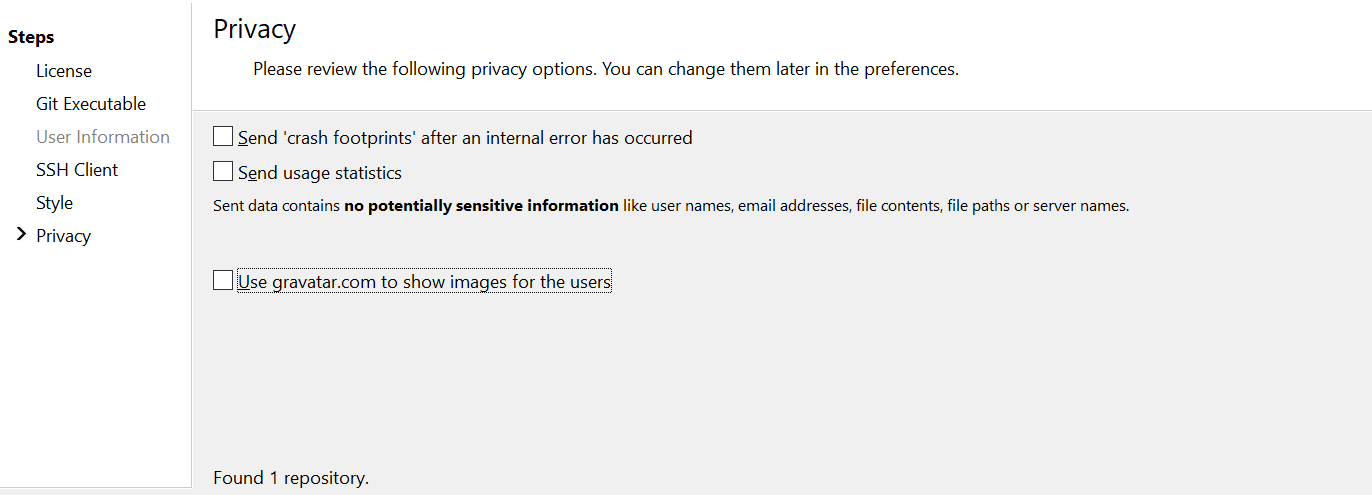 Steps
License
Git Executable
User Information
SSH Client
Style
Privacy
Privacy
Please review the following privacy options. You can change them later in the preferences.
Send 'crash footprints' after an internal error has occurred
Send usage statistics
Sent data contains no potentially sensitive information like user names, email addresses, file contents, file paths or server names.
Use gravatar.com to show images for the users
Found 1 repository.